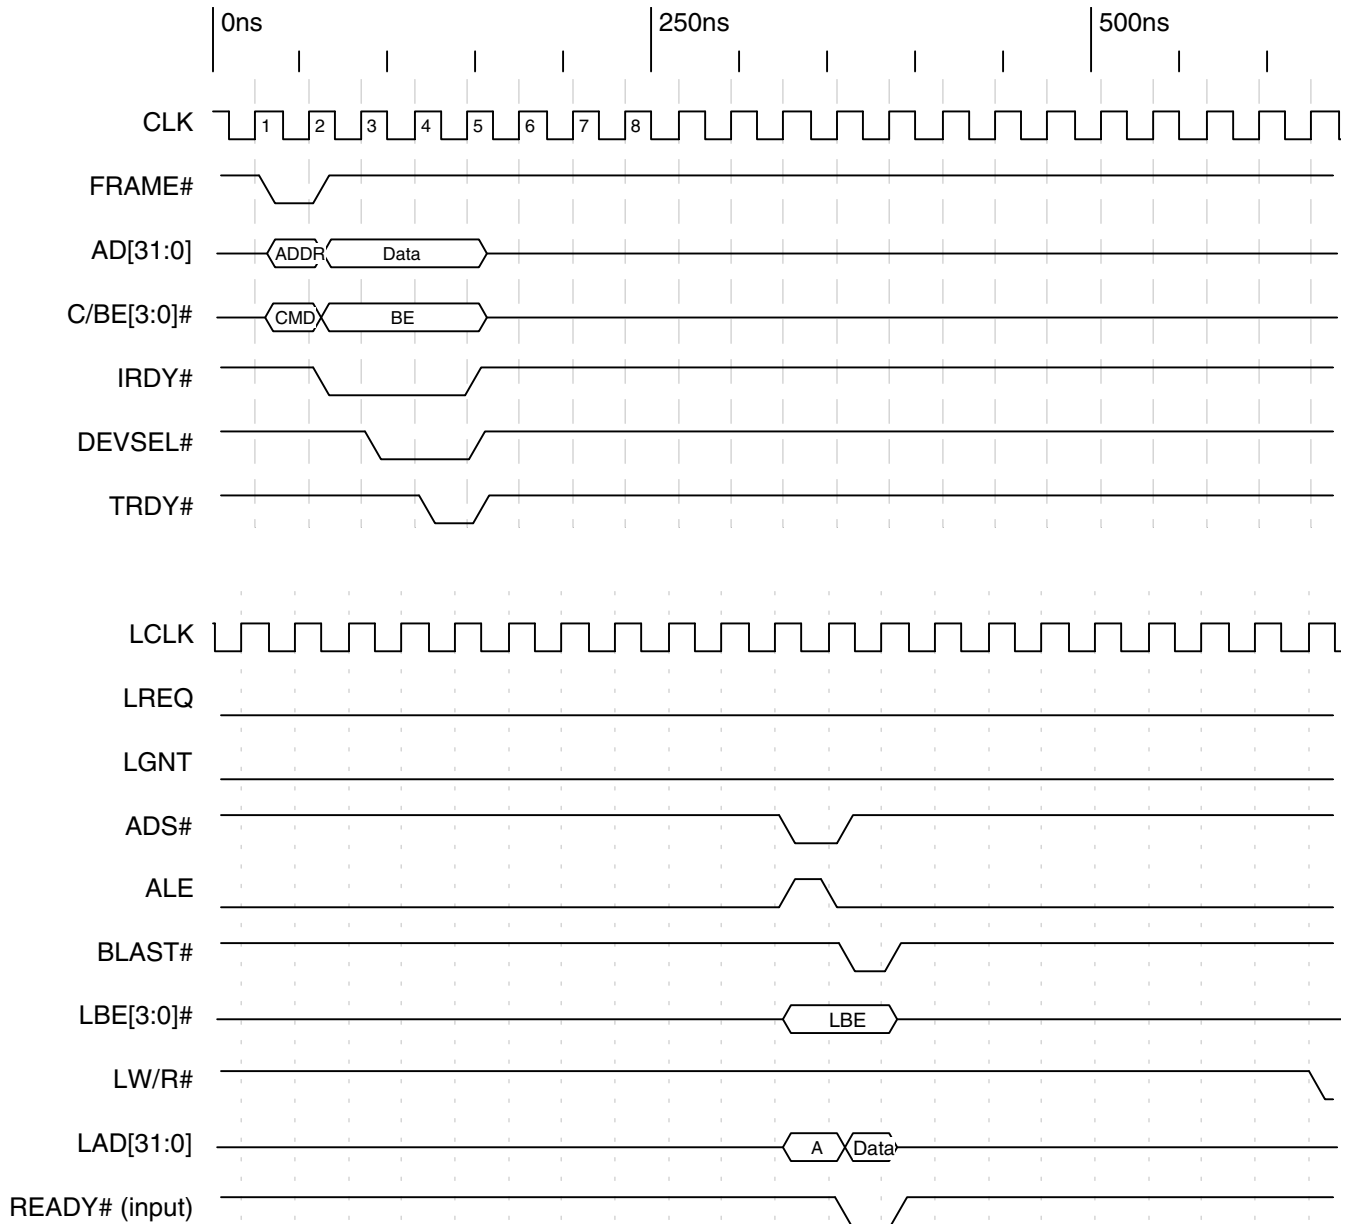 0ns 250ns 500ns
CLK 1 2 3 4 5 6 7 8
FRAME#
AD[31:0] ADDR Data
C/BE[3:0]# CMD BE
IRDY#
DEVSEL#
TRDY#
LCLK
LREQ
LGNT
ADS#
ALE
BLAST#
LBE[3:0]# LBE
LW/R#
LAD[31:0] A Data
READY# (input)